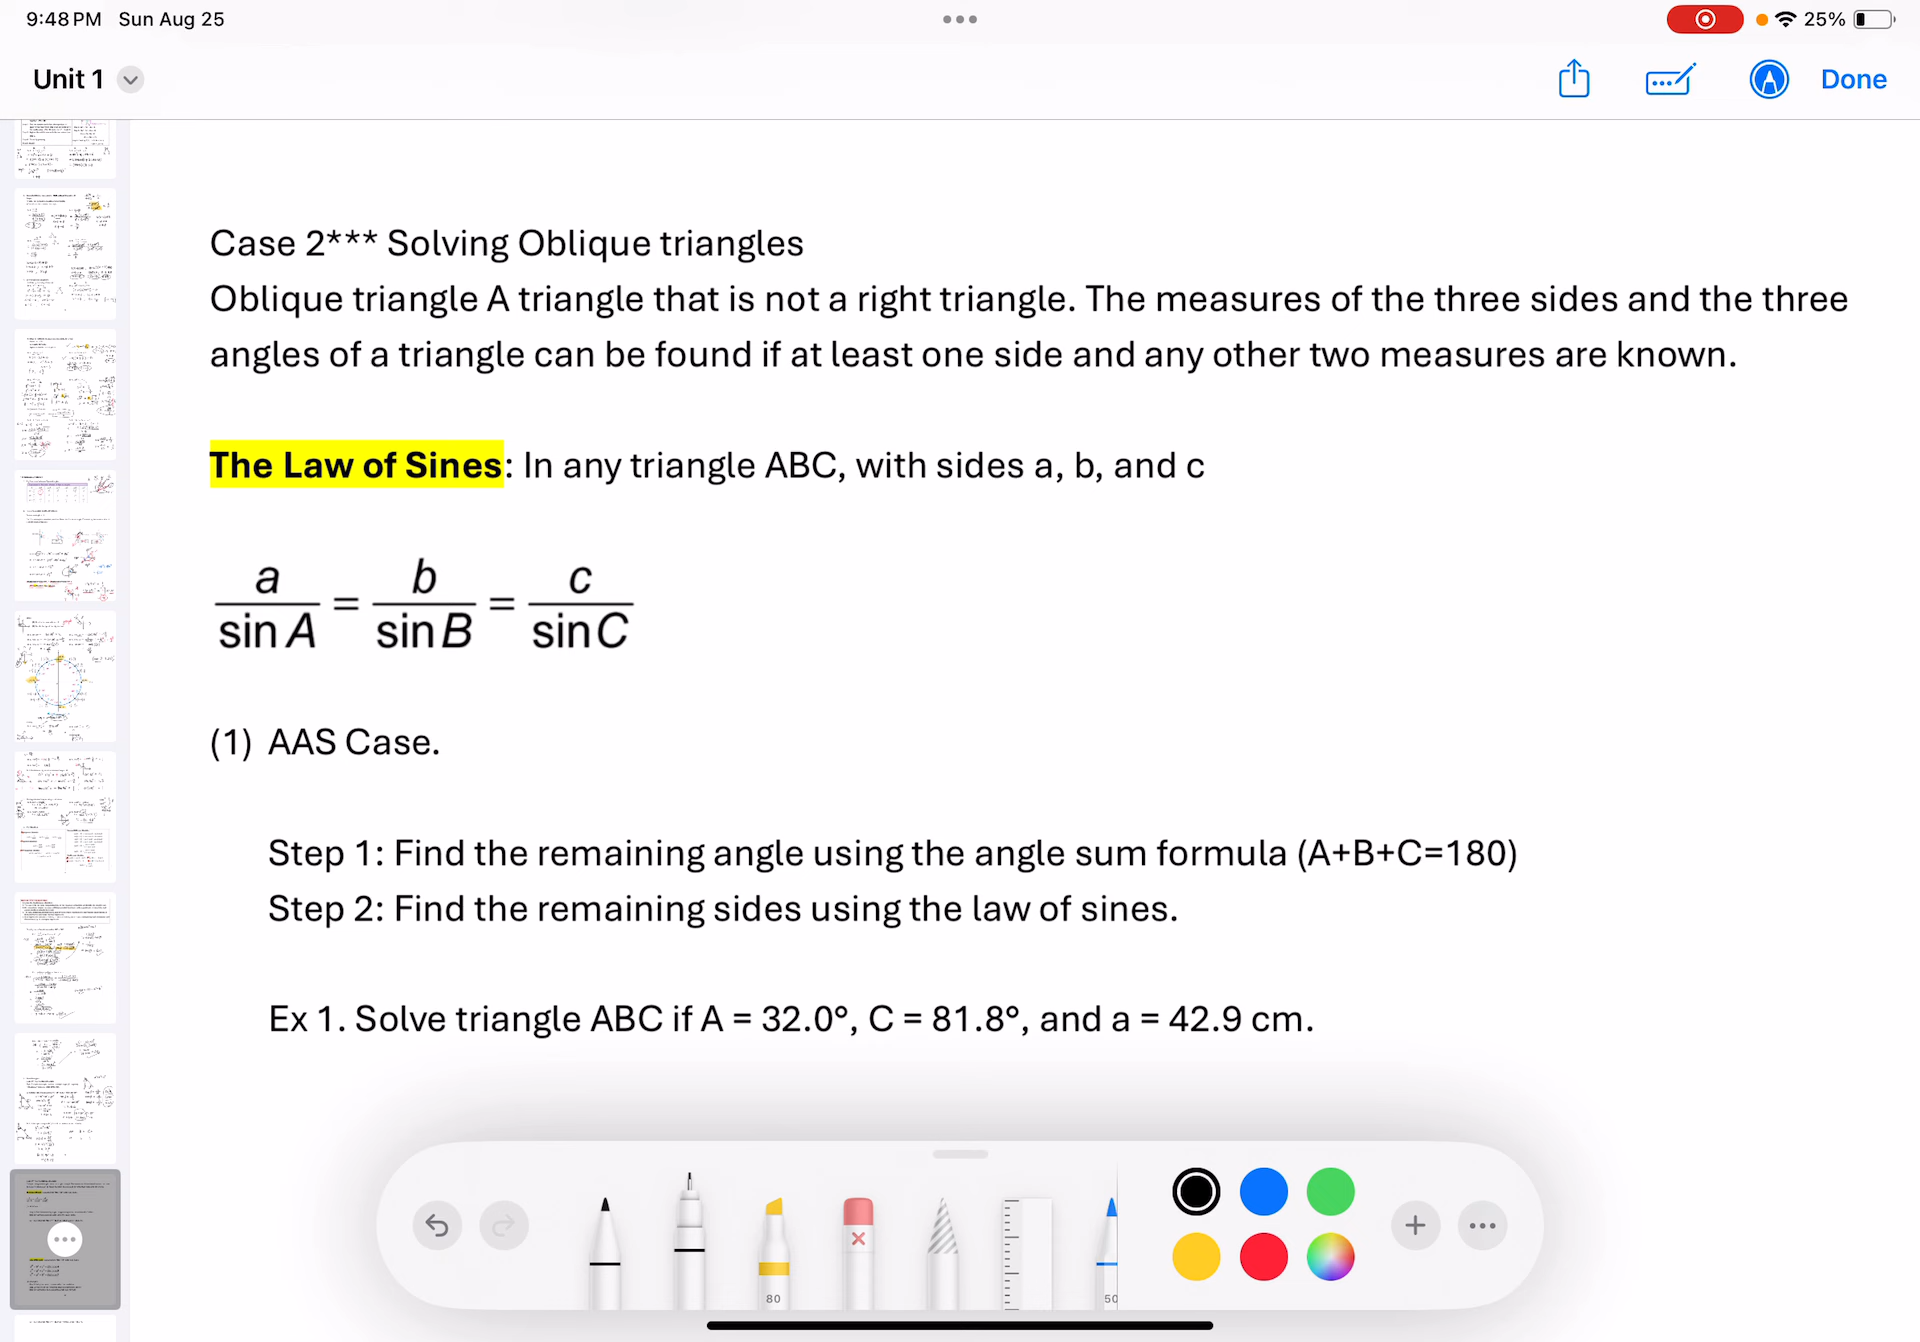 9:48 PM Sun Aug 25
25%
Unit 1
Done
Case 2*** Solving Oblique triangles
Oblique triangle A triangle that is not a right triangle. The measures of the three sides and the three
angles of a triangle can be found if at least one side and any other two measures are known.
The Law of Sines: In any triangle ABC, with sides a, b, and c
a/sin A = b/sin B = c/sin C
(1) AAS Case.
Step 1: Find the remaining angle using the angle sum formula (A+B+C=180)
Step 2: Find the remaining sides using the law of sines.
Ex 1. Solve triangle ABC if A = 32.0°, C = 81.8°, and a = 42.9 cm.
80
50